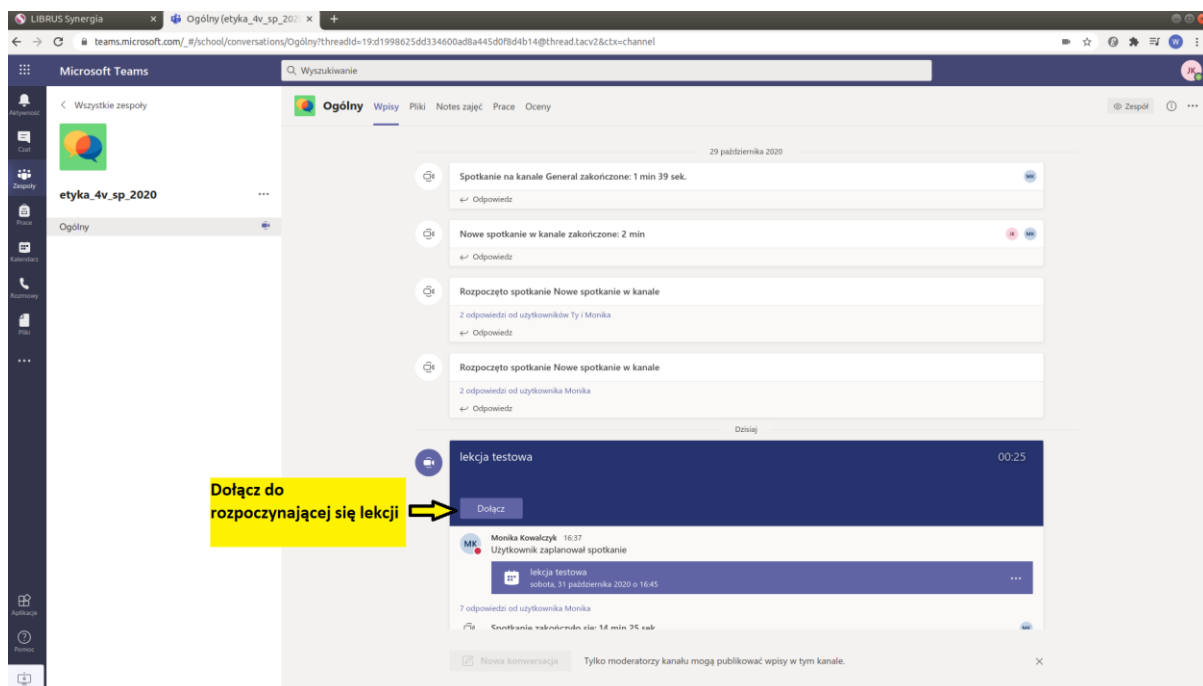 LIBRUS Synergia
Ogólny (etyka_4v_sp_202
teams.microsoft.com/_#/school/conversations/Ogólny?threadId=19:d1998625dd334600ad8a445d0f8d4b14@thread.tacv2&ctx=channel
W
Microsoft Teams
Wyszukiwanie
JK
Aktywność
Czat
Zespoły
Prace
Kalendarz
Rozmowy
Pliki
Aplikacje
Pomoc
Wszystkie zespoły
etyka_4v_sp_2020
Ogólny
Ogólny Wpisy Pliki Notes zajęć Prace Oceny
Zespół
29 października 2020
Spotkanie na kanale General zakończone: 1 min 39 sek.
MK
Odpowiedz
Nowe spotkanie w kanale zakończone: 2 min
JK MK
Odpowiedz
Rozpoczęto spotkanie Nowe spotkanie w kanale
2 odpowiedzi od użytkowników Ty i Monika
Odpowiedz
Rozpoczęto spotkanie Nowe spotkanie w kanale
2 odpowiedzi od użytkownika Monika
Odpowiedz
Dzisiaj
lekcja testowa 00:25
Dołącz do
rozpoczynającej się lekcji
Dołącz
MK
Monika Kowalczyk 16:37
Użytkownik zaplanował spotkanie
lekcja testowa
sobota, 31 października 2020 o 16:45
7 odpowiedzi od użytkownika Monika
Spotkanie zakończyło się: 14 min 25 sek.
MK
Nowa konwersacja
Tylko moderatorzy kanału mogą publikować wpisy w tym kanale.